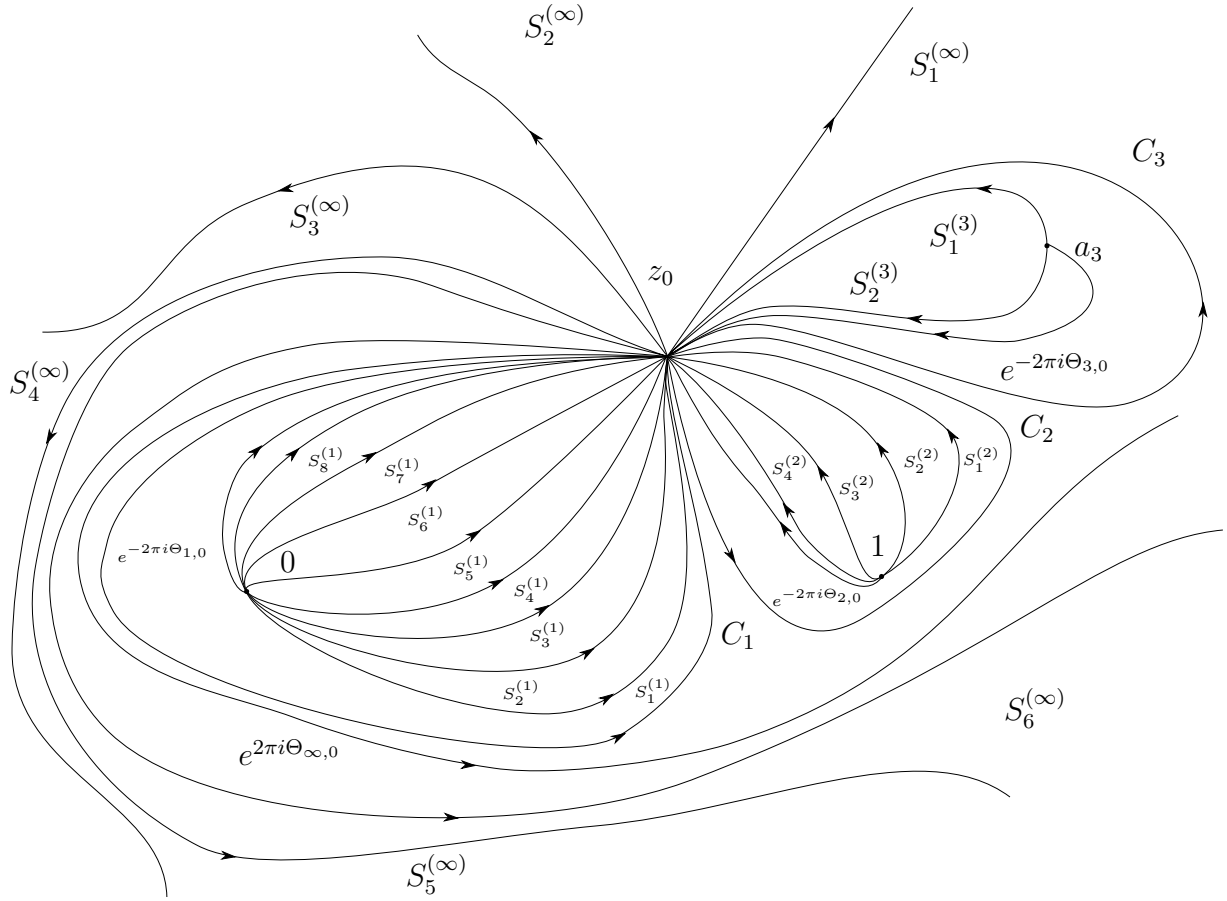 S_2^{(∞)}
S_1^{(∞)}
C_3
S_3^{(∞)}
S_1^{(3)}
a_3
z_0
S_2^{(3)}
S_4^{(∞)}
e^{-2πiΘ_{3,0}}
C_2
S_8^{(1)}
S_7^{(1)}
S_4^{(2)}
S_2^{(2)}
S_1^{(2)}
S_3^{(2)}
S_6^{(1)}
e^{-2πiΘ_{1,0}}
0
1
S_5^{(1)}
S_4^{(1)}
e^{-2πiΘ_{2,0}}
S_3^{(1)}
C_1
S_2^{(1)}
S_1^{(1)}
S_6^{(∞)}
e^{2πiΘ_{∞,0}}
S_5^{(∞)}